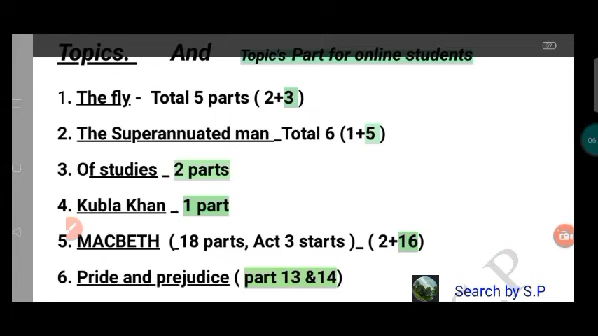 Topics. And Topic's Part for online students
1. The fly - Total 5 parts ( 2+3 )
2. The Superannuated man _Total 6 (1+5 )
3. Of studies _ 2 parts
4. Kubla Khan _ 1 part
5. MACBETH (_18 parts, Act 3 starts )_ ( 2+16)
6. Pride and prejudice ( part 13 &14)
Search by S.P